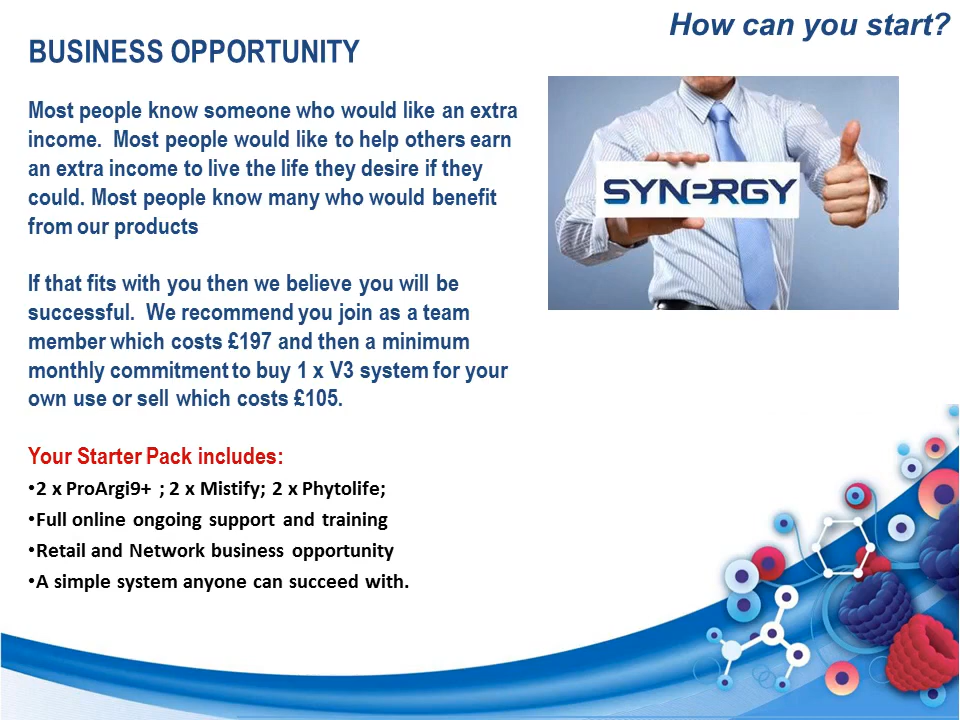 How can you start?
BUSINESS OPPORTUNITY
Most people know someone who would like an extra
income.  Most people would like to help others earn
an extra income to live the life they desire if they
could. Most people know many who would benefit
from our products
SYNERGY
If that fits with you then we believe you will be
successful.  We recommend you join as a team
member which costs £197 and then a minimum
monthly commitment to buy 1 x V3 system for your
own use or sell which costs £105.
Your Starter Pack includes:
•2 x ProArgi9+ ; 2 x Mistify; 2 x Phytolife;
•Full online ongoing support and training
•Retail and Network business opportunity
•A simple system anyone can succeed with.